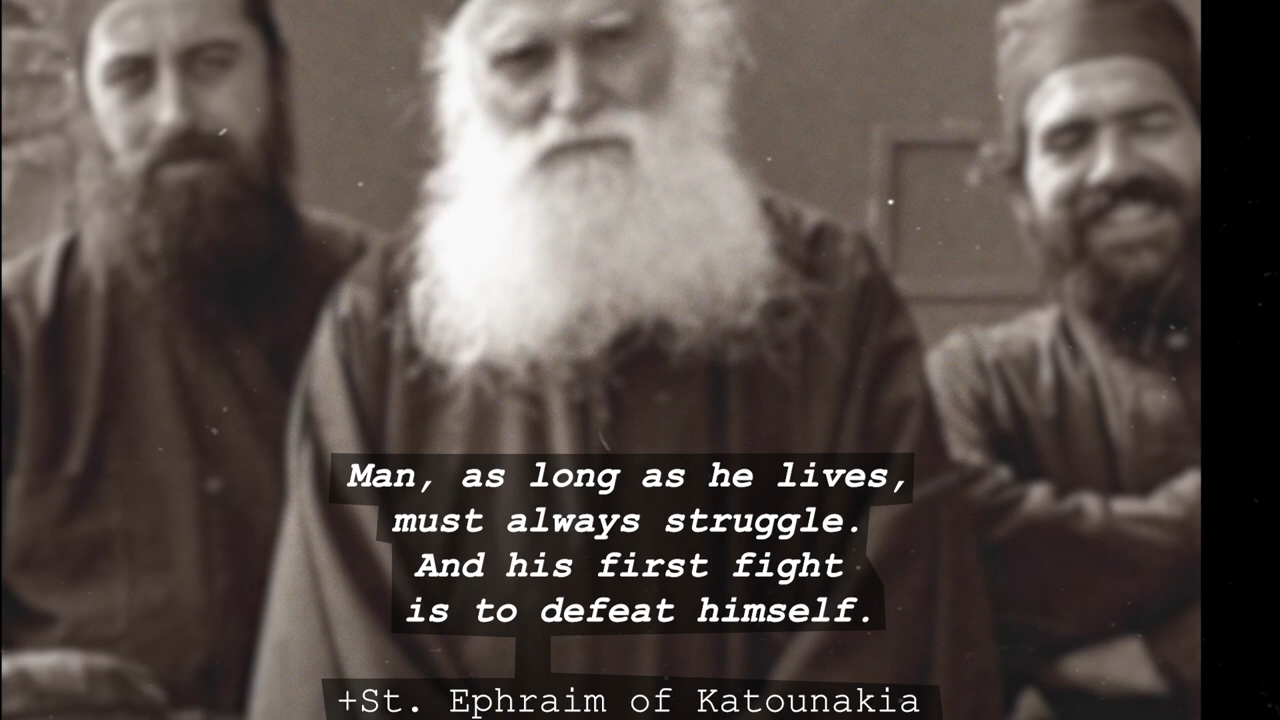 Man, as long as he lives,
must always struggle.
And his first fight
is to defeat himself.
+St. Ephraim of Katounakia